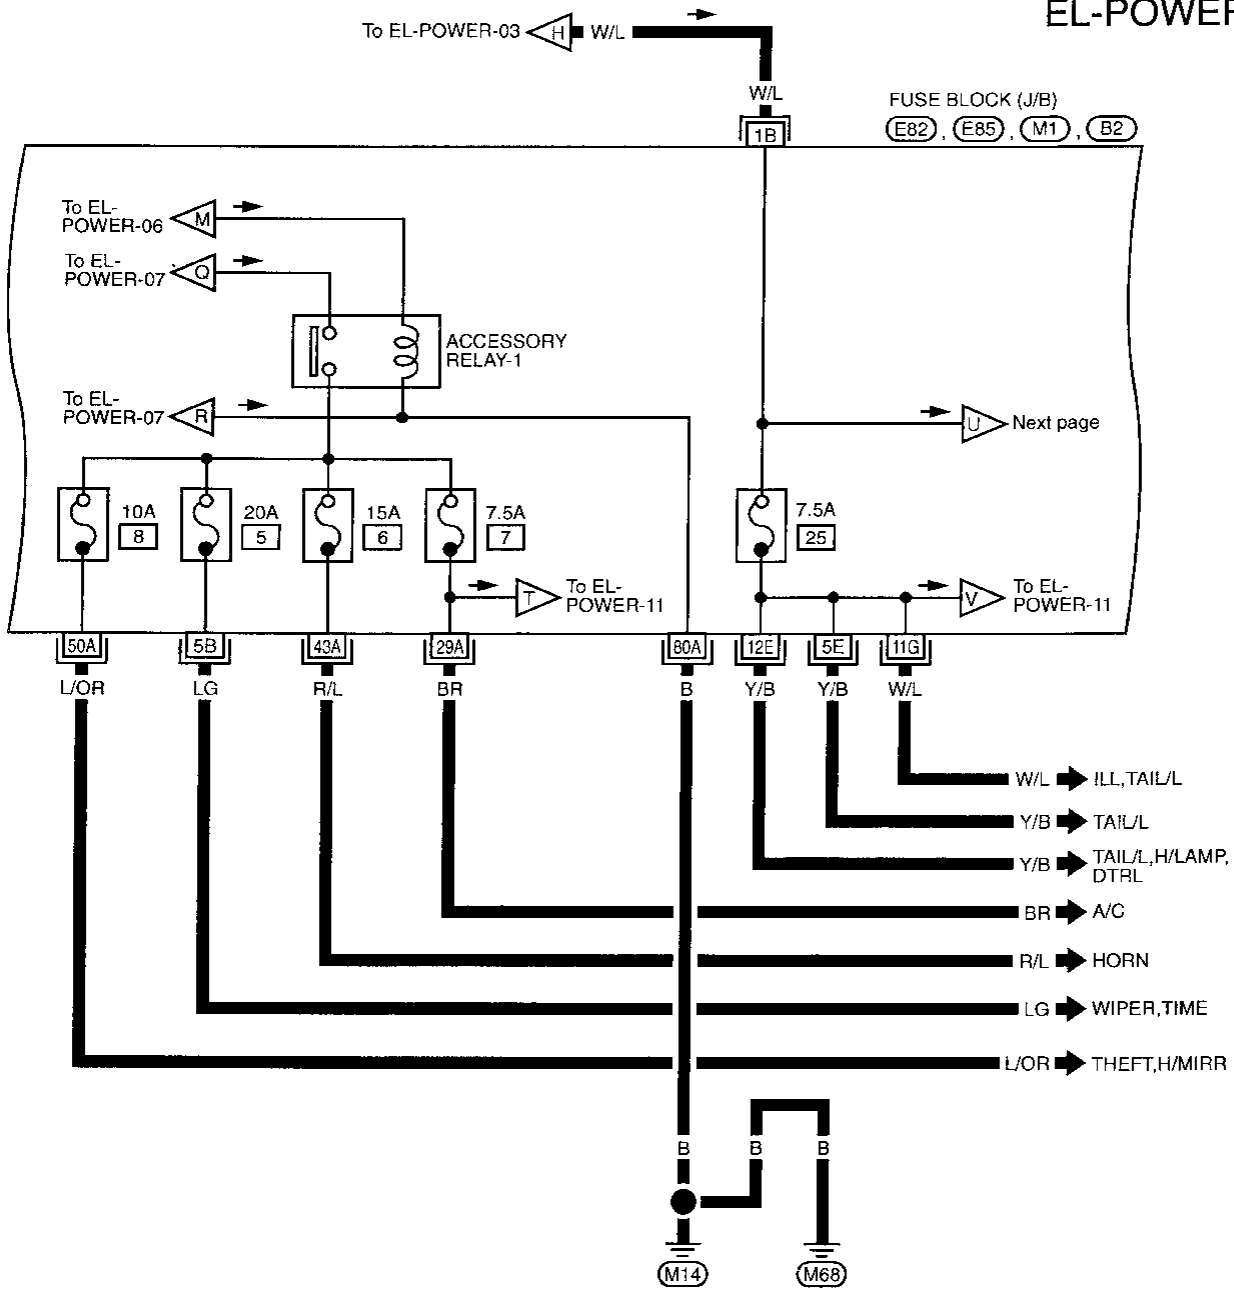 EL-POWER
To EL-POWER-03 H W/L
W/L
FUSE BLOCK (J/B)
1B E82 , E85 , M1 , B2
To EL-
POWER-06 M
To EL-
POWER-07 Q
ACCESSORY
RELAY-1
To EL-
POWER-07 R
U Next page
10A 20A 15A 7.5A 7.5A
8 5 6 7 25
T To EL-
POWER-11
V To EL-
POWER-11
50A 5B 43A 29A 80A 12E 5E 11G
L/OR LG R/L BR B Y/B Y/B W/L
W/L ILL,TAIL/L
Y/B TAIL/L
Y/B TAIL/L,H/LAMP,
DTRL
BR A/C
R/L HORN
LG WIPER,TIME
L/OR THEFT,H/MIRR
B B B
M14 M68